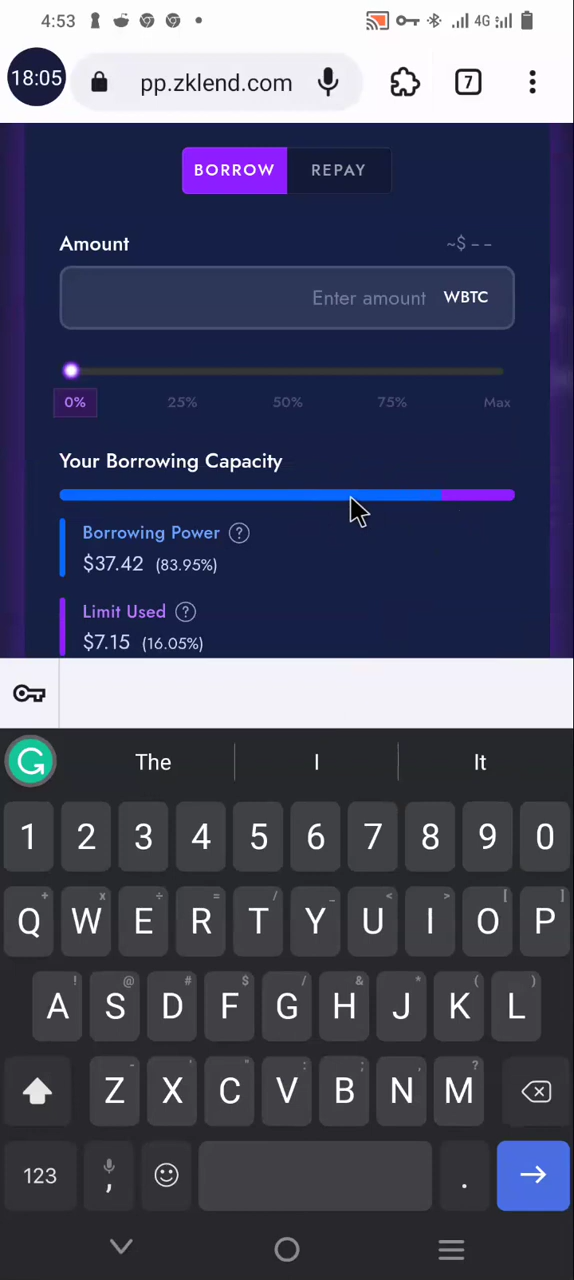 4:53 4G
18:05 pp.zklend.com 7
BORROW REPAY
Amount ~$ – –
Enter amount WBTC
0% 25% 50% 75% Max
Your Borrowing Capacity
Borrowing Power ?
$37.42 (83.95%)
Limit Used ?
$7.15 (16.05%)
The I It
1 2 3 4 5 6 7 8 9 0
+ × ÷ = / _ < > [ ]
Q W E R T Y U I O P
! @ # $ / & * ( )
A S D F G H J K L
- ' " : ; , ?
Z X C V B N M
123 , .